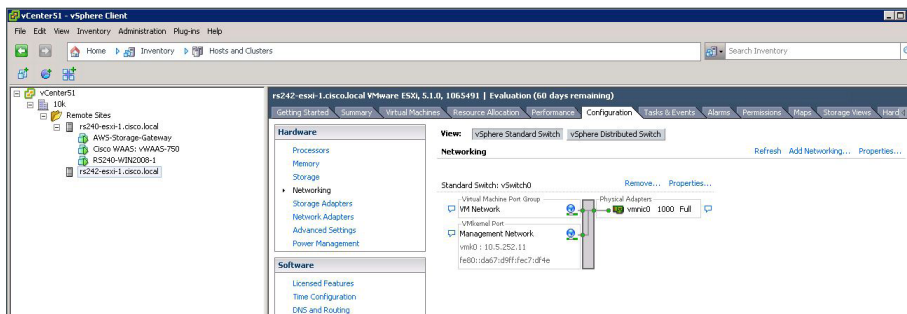 vCenter51 - vSphere Client
File Edit View Inventory Administration Plug-ins Help
Home Inventory Hosts and Clusters
Search Inventory
vCenter51
10k
Remote Sites
rs240-esxi-1.cisco.local
AWS-Storage-Gateway
Cisco WAAS: vWAAS-750
RS240-WIN2008-1
rs242-esxi-1.cisco.local
rs242-esxi-1.cisco.local VMware ESXi, 5.1.0, 1065491 | Evaluation (60 days remaining)
Getting Started Summary Virtual Machines Resource Allocation Performance Configuration Tasks & Events Alarms Permissions Maps Storage Views Hard
Hardware
Processors
Memory
Storage
Networking
Storage Adapters
Network Adapters
Advanced Settings
Power Management
Software
Licensed Features
Time Configuration
DNS and Routing
View: vSphere Standard Switch vSphere Distributed Switch
Networking
Refresh Add Networking... Properties...
Standard Switch: vSwitch0 Remove... Properties...
Virtual Machine Port Group Physical Adapters
VM Network vmnic0 1000 Full
VMkernel Port
Management Network
vmk0 : 10.5.252.11
fe80::da67:d9ff:fec7:df4e